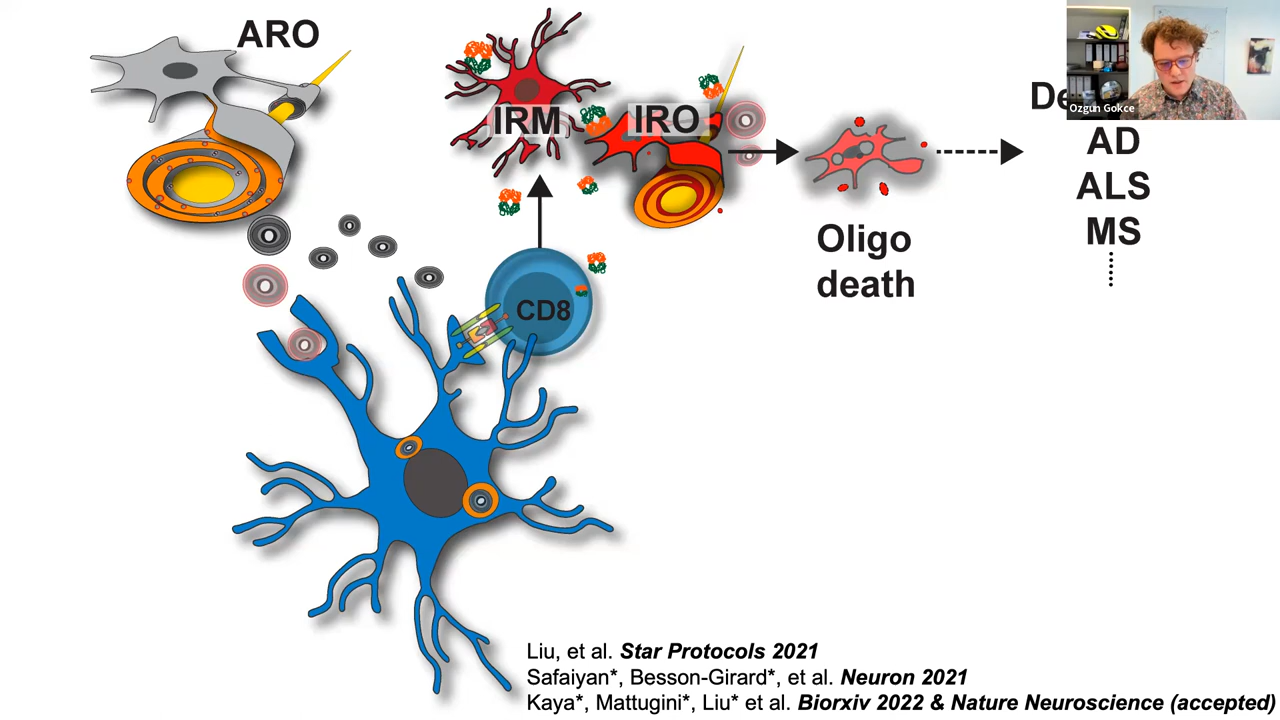 ARO
IRM
IRO
Ozgun Gokce
AD
ALS
MS
Oligo
death
CD8
Liu, et al. Star Protocols 2021
Safaiyan*, Besson-Girard*, et al. Neuron 2021
Kaya*, Mattugini*, Liu* et al. Biorxiv 2022 & Nature Neuroscience (accepted)